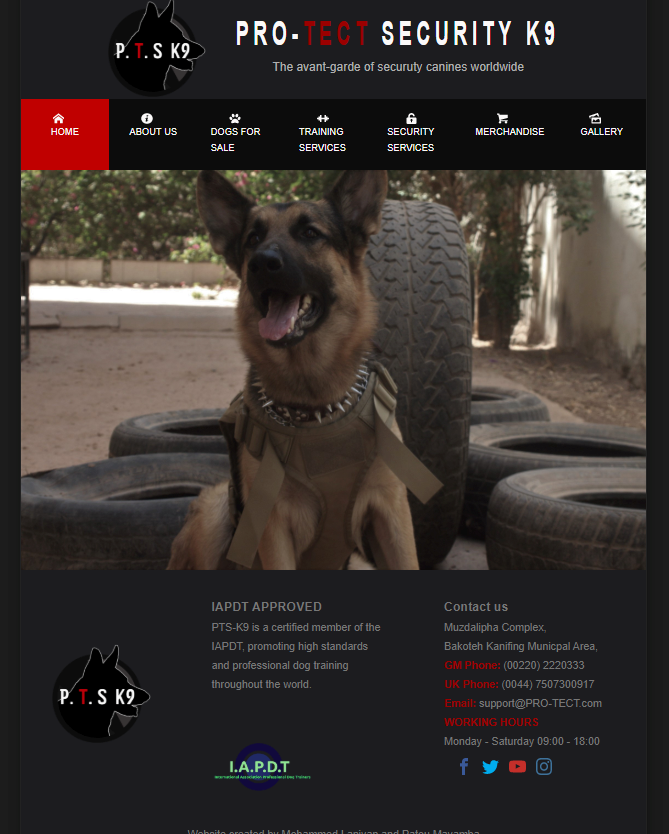 P. T. S K9
PRO-TECT SECURITY K9
The avant-garde of securuty canines worldwide
HOME
ABOUT US
DOGS FOR
SALE
TRAINING
SERVICES
SECURITY
SERVICES
MERCHANDISE
GALLERY
P. T. S K9
IAPDT APPROVED
PTS-K9 is a certified member of the
IAPDT, promoting high standards
and professional dog training
throughout the world.
I.A.P.D.T
International Association Professional Dog Trainers
Contact us
Muzdalipha Complex,
Bakoteh Kanifing Municpal Area,
GM Phone: (00220) 2220333
UK Phone: (0044) 7507300917
Email: support@PRO-TECT.com
WORKING HOURS
Monday - Saturday 09:00 - 18:00
Website created by Mohammed and